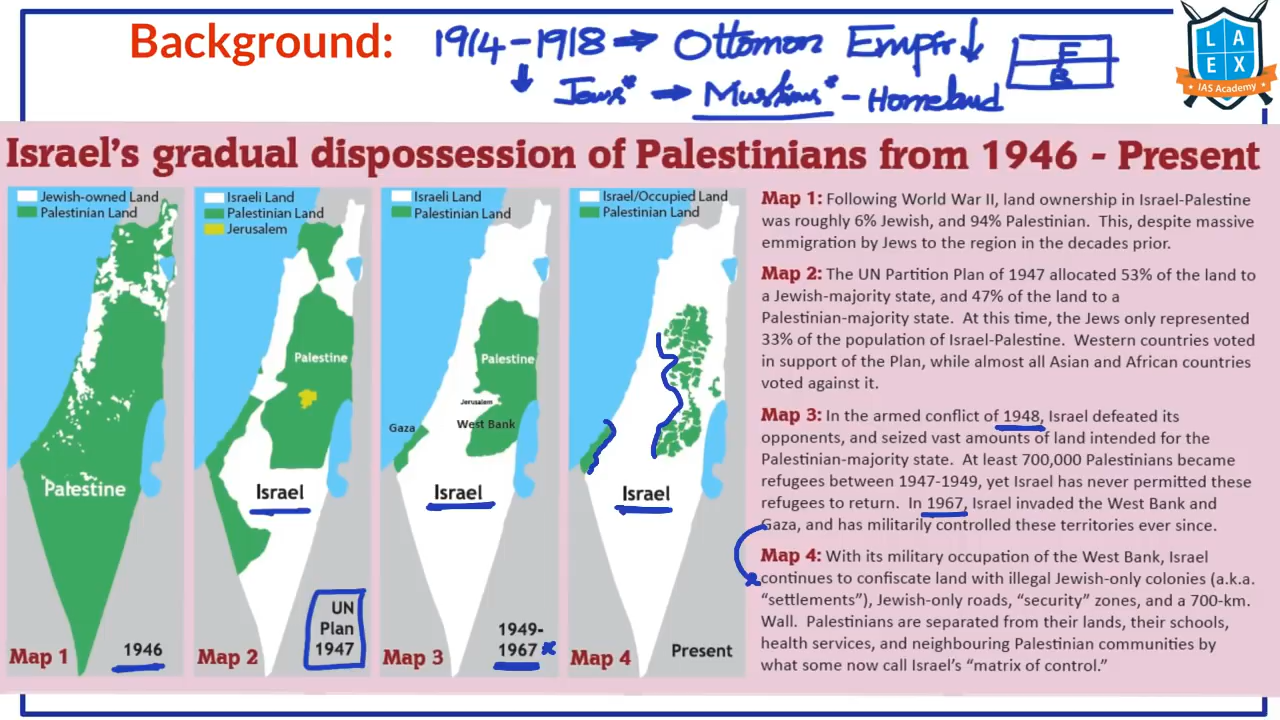 Background:
1914-1918 → Ottoman Empir ↓
F
B
↓ Jews* → Muslims* - Homeland
L A
E X
IAS Academy
Israel's gradual dispossession of Palestinians from 1946 - Present
Jewish-owned Land
Palestinian Land
Palestine
Map 1
1946
Israeli Land
Palestinian Land
Jerusalem
Palestine
Israel
UN
Plan
1947
Map 2
Israeli Land
Palestinian Land
Palestine
Jerusalem
Gaza
West Bank
Israel
1949-
1967 *
Map 3
Israel/Occupied Land
Palestinian Land
Israel
Map 4
Present
Map 1: Following World War II, land ownership in Israel-Palestine
was roughly 6% Jewish, and 94% Palestinian. This, despite massive
emmigration by Jews to the region in the decades prior.
Map 2: The UN Partition Plan of 1947 allocated 53% of the land to
a Jewish-majority state, and 47% of the land to a
Palestinian-majority state. At this time, the Jews only represented
33% of the population of Israel-Palestine. Western countries voted
in support of the Plan, while almost all Asian and African countries
voted against it.
Map 3: In the armed conflict of 1948, Israel defeated its
opponents, and seized vast amounts of land intended for the
Palestinian-majority state. At least 700,000 Palestinians became
refugees between 1947-1949, yet Israel has never permitted these
refugees to return. In 1967, Israel invaded the West Bank and
Gaza, and has militarily controlled these territories ever since.
Map 4: With its military occupation of the West Bank, Israel
continues to confiscate land with illegal Jewish-only colonies (a.k.a.
“settlements”), Jewish-only roads, “security” zones, and a 700-km.
Wall. Palestinians are separated from their lands, their schools,
health services, and neighbouring Palestinian communities by
what some now call Israel's “matrix of control.”